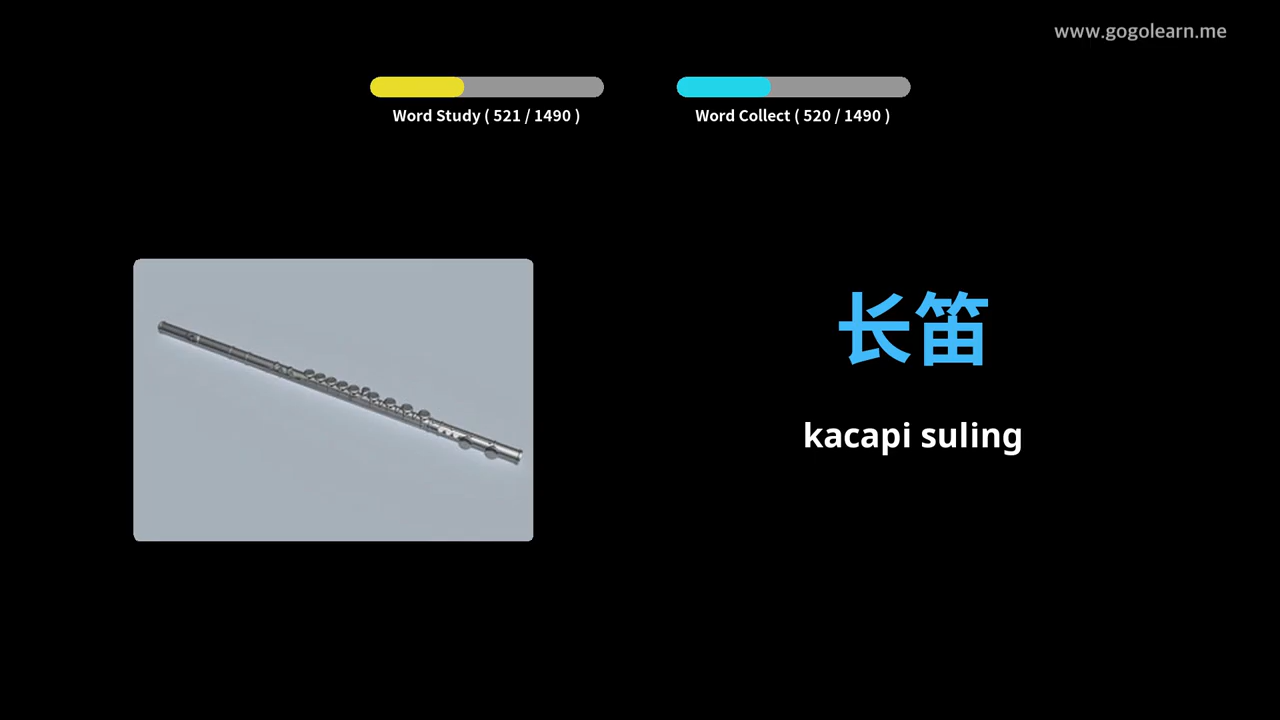 www.gogolearn.me
Word Study ( 521 / 1490 )
Word Collect ( 520 / 1490 )
长笛
kacapi suling